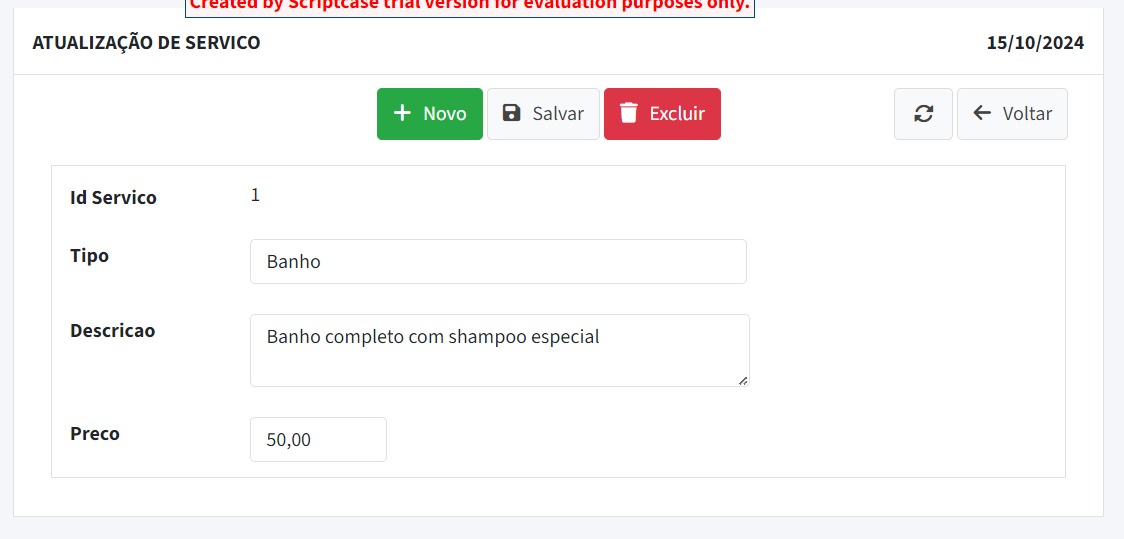 Created by Scriptcase trial version for evaluation purposes only.
ATUALIZAÇÃO DE SERVICO 15/10/2024
Novo Salvar Excluir Voltar
Id Servico 1
Tipo Banho
Descricao Banho completo com shampoo especial
Preco 50,00